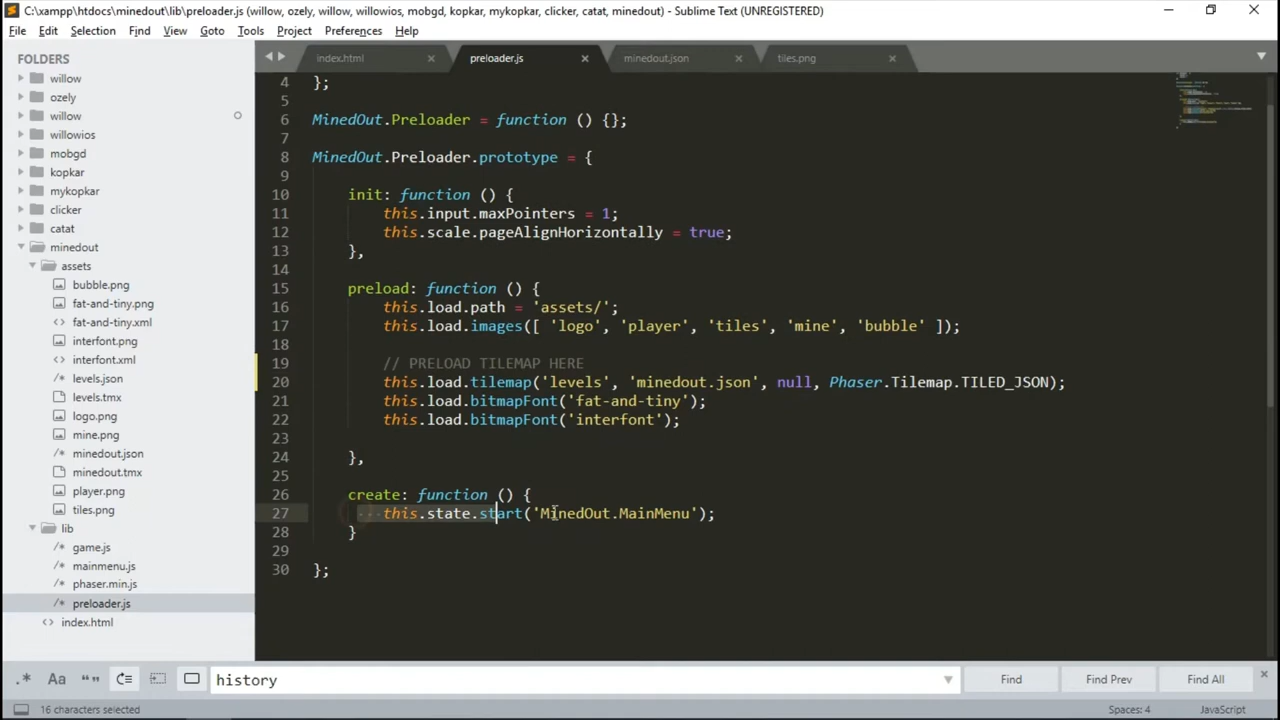 C:\xampp\htdocs\minedout\lib\preloader.js (willow, ozely, willow, willowios, mobgd, kopkar, mykopkar, clicker, catat, minedout) - Sublime Text (UNREGISTERED)
File Edit Selection Find View Goto Tools Project Preferences Help
FOLDERS
willow
ozely
willow
willowios
mobgd
kopkar
mykopkar
clicker
catat
minedout
assets
bubble.png
fat-and-tiny.png
fat-and-tiny.xml
interfont.png
interfont.xml
levels.json
levels.tmx
logo.png
mine.png
minedout.json
minedout.tmx
player.png
tiles.png
lib
game.js
mainmenu.js
phaser.min.js
preloader.js
index.html
index.html preloader.js minedout.json tiles.png
4 };
5
6 MinedOut.Preloader = function () {};
7
8 MinedOut.Preloader.prototype = {
9
10 init: function () {
11 this.input.maxPointers = 1;
12 this.scale.pageAlignHorizontally = true;
13 },
14
15 preload: function () {
16 this.load.path = 'assets/';
17 this.load.images([ 'logo', 'player', 'tiles', 'mine', 'bubble' ]);
18
19 // PRELOAD TILEMAP HERE
20 this.load.tilemap('levels', 'minedout.json', null, Phaser.Tilemap.TILED_JSON);
21 this.load.bitmapFont('fat-and-tiny');
22 this.load.bitmapFont('interfont');
23
24 },
25
26 create: function () {
27 this.state.start('MinedOut.MainMenu');
28 }
29
30 };
.* Aa “” history Find Find Prev Find All
16 characters selected Spaces: 4 JavaScript